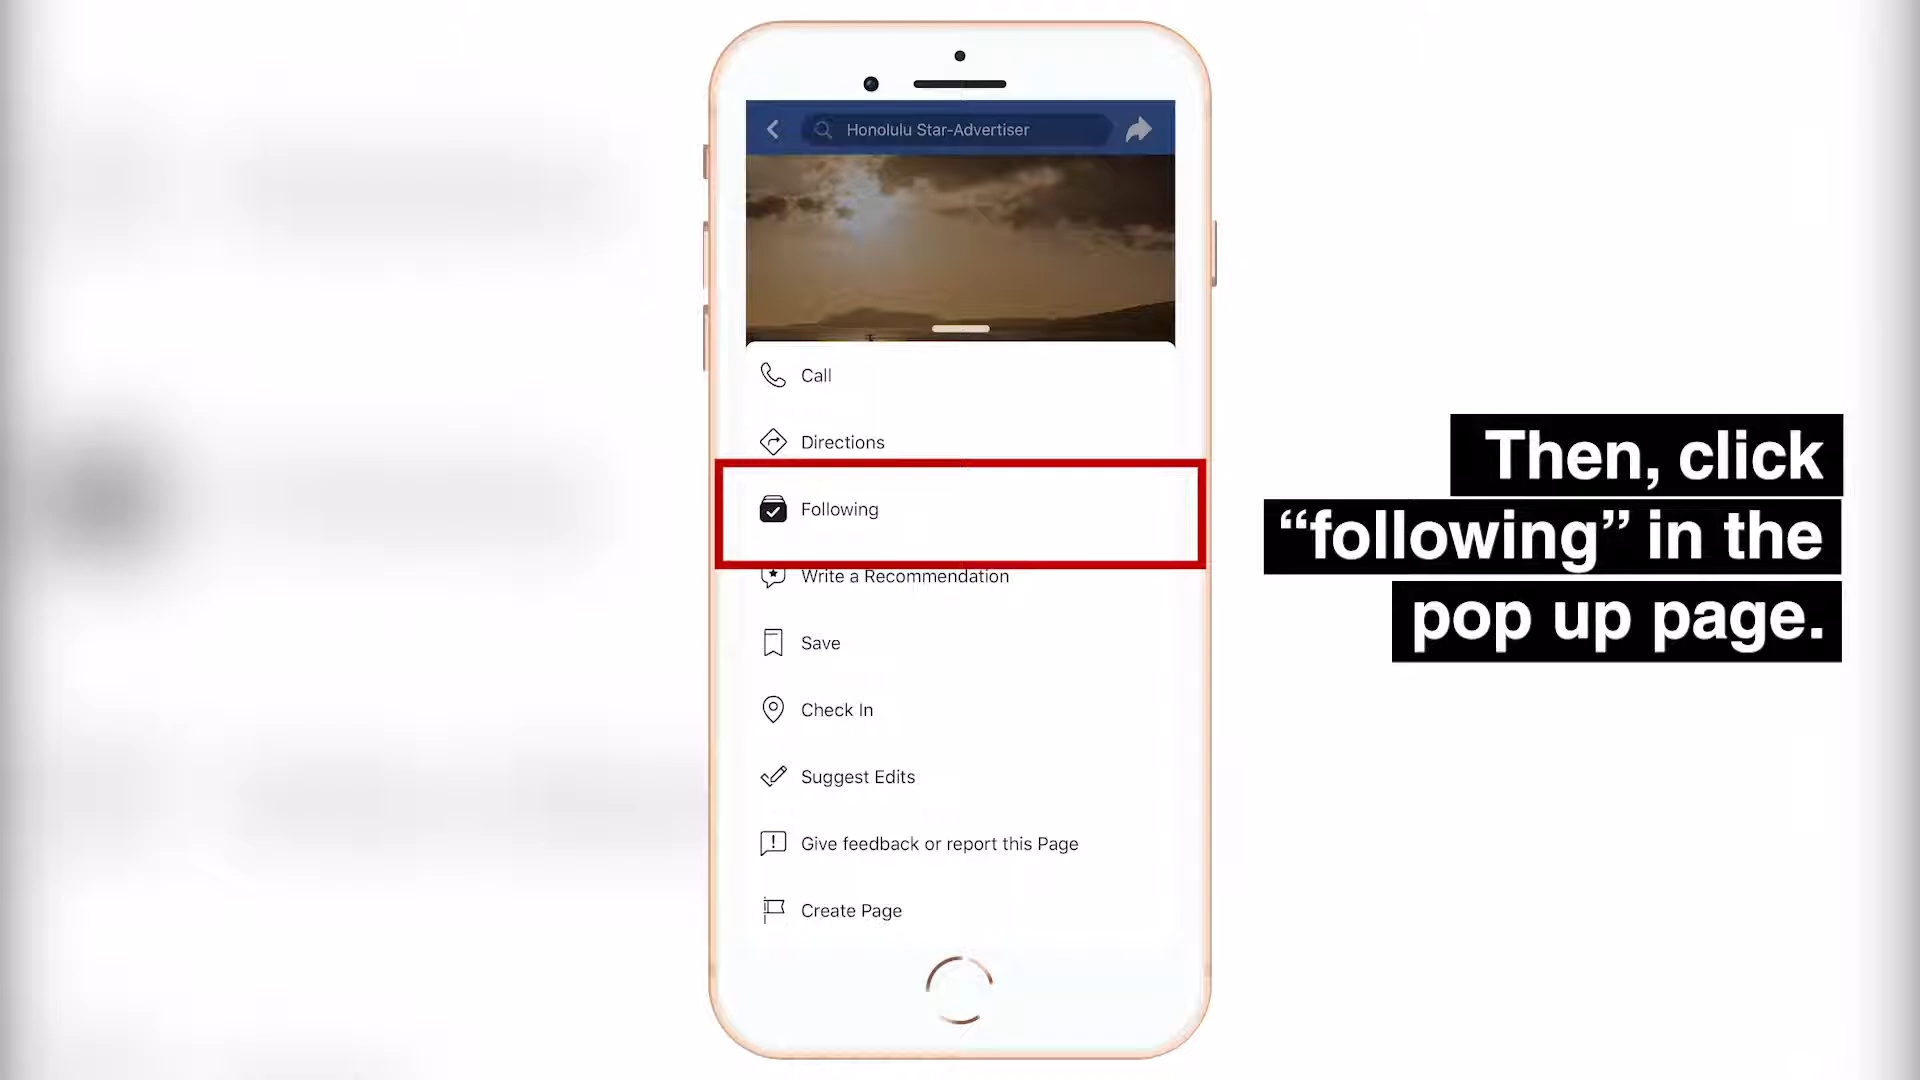 Honolulu Star-Advertiser
Call
Directions
Following
Write a Recommendation
Save
Check In
Suggest Edits
Give feedback or report this Page
Create Page
Then, click
“following” in the
pop up page.